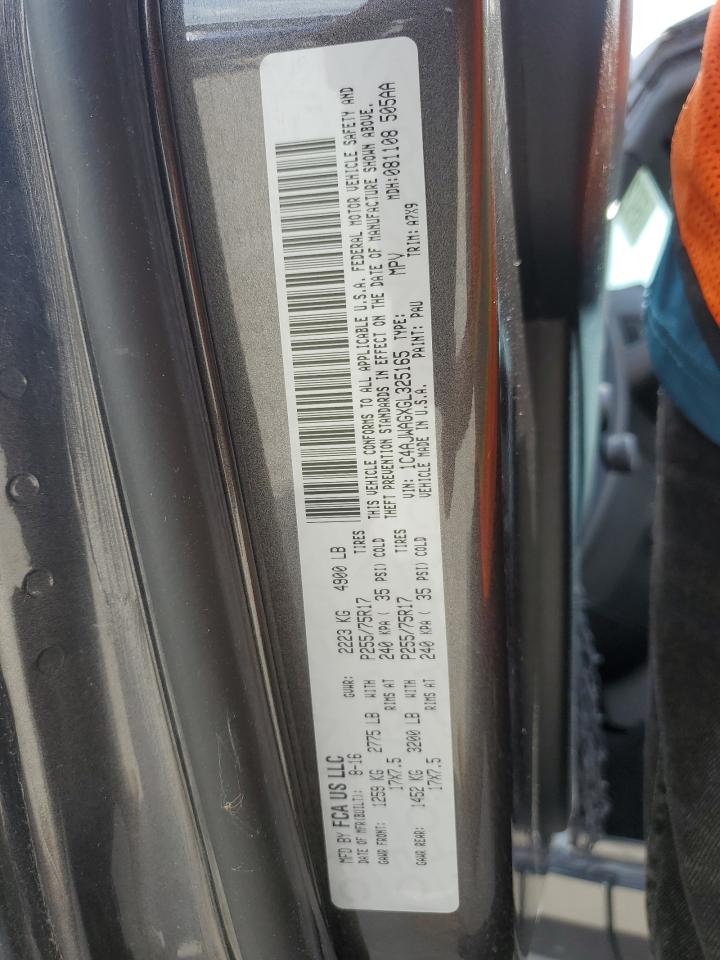 MFD BY FCA US LLC
DATE OF MFR(BUILT): 8-16 GVWR: 2223 KG 4900 LB
GAWR FRONT: 1259 KG 2775 LB WITH P255/75R17 TIRES
17X7.5 RIMS AT 240 KPA ( 35 PSI) COLD
GAWR REAR: 1452 KG 3200 LB WITH P255/75R17 TIRES
17X7.5 RIMS AT 240 KPA ( 35 PSI) COLD
THIS VEHICLE CONFORMS TO ALL APPLICABLE U.S.A. FEDERAL MOTOR VEHICLE SAFETY AND
THEFT PREVENTION STANDARDS IN EFFECT ON THE DATE OF MANUFACTURE SHOWN ABOVE.
VIN: 1C4AJWAGXGL325165 TYPE: MPV MDH:081108 505AA
VEHICLE MADE IN U.S.A. PAINT: PAU TRIM: A7X9